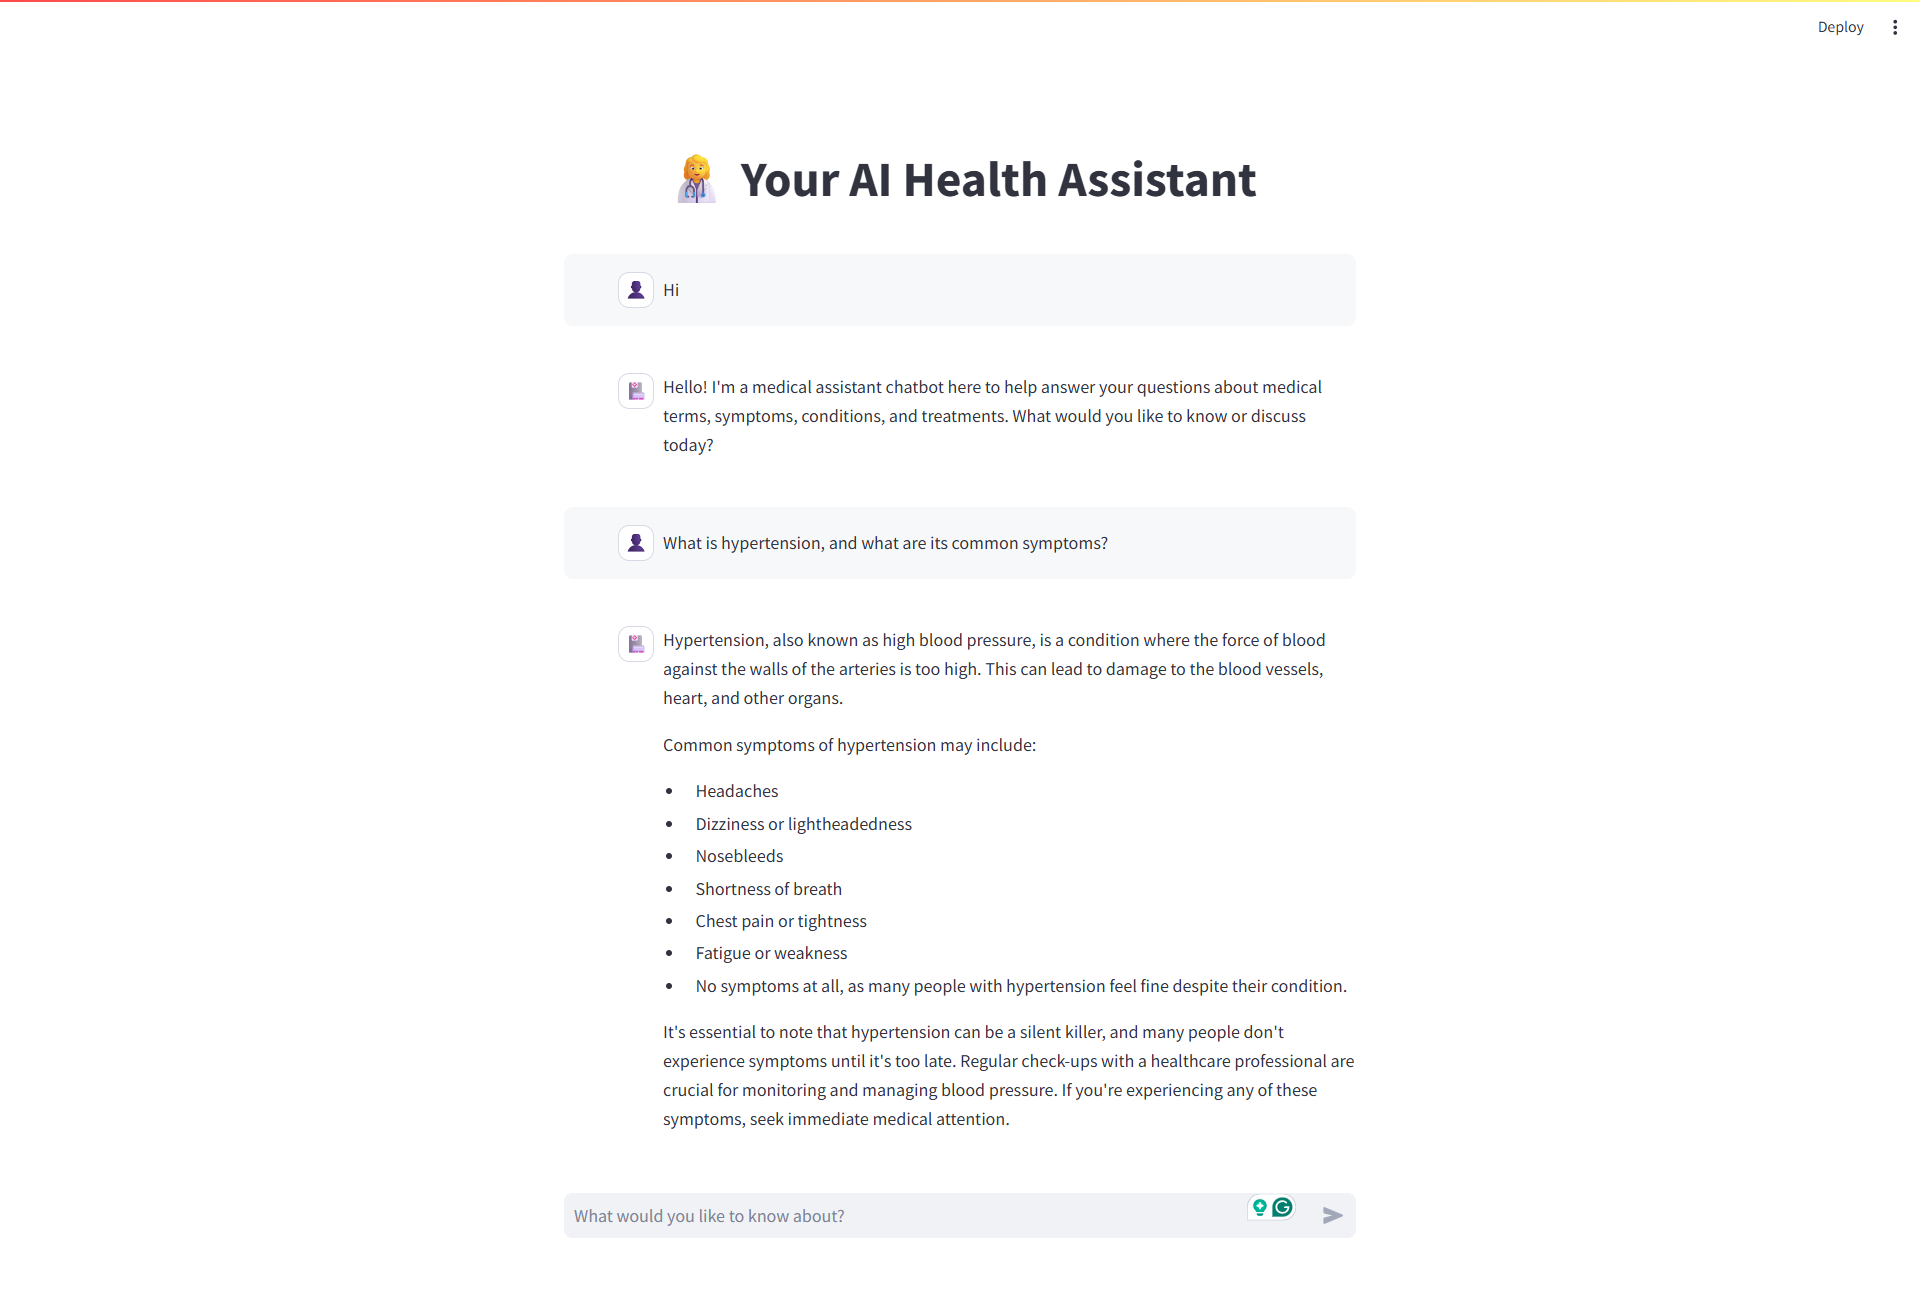 Deploy
Your AI Health Assistant
Hi
Hello! I'm a medical assistant chatbot here to help answer your questions about medical
terms, symptoms, conditions, and treatments. What would you like to know or discuss
today?
What is hypertension, and what are its common symptoms?
Hypertension, also known as high blood pressure, is a condition where the force of blood
against the walls of the arteries is too high. This can lead to damage to the blood vessels,
heart, and other organs.
Common symptoms of hypertension may include:
• Headaches
• Dizziness or lightheadedness
• Nosebleeds
• Shortness of breath
• Chest pain or tightness
• Fatigue or weakness
• No symptoms at all, as many people with hypertension feel fine despite their condition.
It's essential to note that hypertension can be a silent killer, and many people don't
experience symptoms until it's too late. Regular check-ups with a healthcare professional are
crucial for monitoring and managing blood pressure. If you're experiencing any of these
symptoms, seek immediate medical attention.
What would you like to know about?